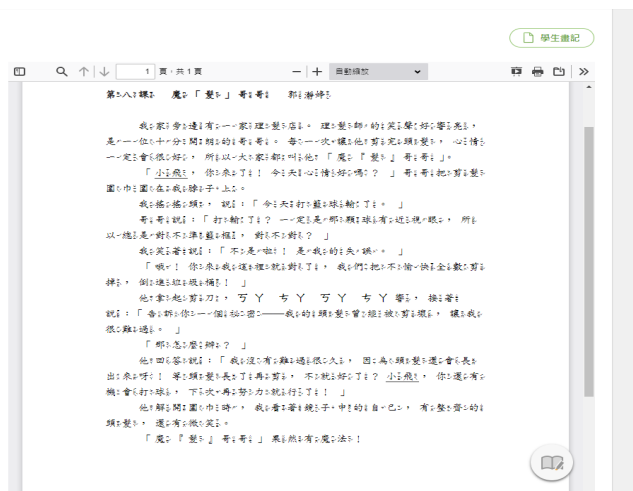 學生書記
1 頁，共 1 頁
自動縮放
第八課 魔「髮」哥哥 郭瀞婷
我家旁邊有一家理髮店。理髮師的笑聲好響亮，
是一位十分開朗的哥哥。每一次讓他剪完頭髮，心情
一定會很好，所以大家都叫他「魔『髮』哥哥」。
「小飛，你來了！今天心情好嗎？」哥哥把剪髮
圍巾圍在我脖子上。
我搖搖頭，說：「今天打籃球輸了。」
哥哥說：「打輸了？一定是那顆球有近視眼，所
以才對不準籃框，對不對？」
我笑著說：「不是啦！是我的失誤。」
「哦！你來我這裡就對了，我們把不愉快全數剪
掉，倒進垃圾桶！」
他拿起剪刀，ㄎㄚ ㄘㄚ ㄎㄚ ㄘㄚ響，接著
說：「告訴你一個祕密——我的頭髮曾經被剪壞，讓我
很難過。」
「那怎麼辦？」
他回答說：「我沒有難過很久，因為頭髮還會長
出來呀！等頭髮長了再剪，不就好了？小飛，你還有
機會打球，下次再努力就行了！」
他解開圍巾時，我看著鏡子中的自己，有整齊的
頭髮，還有微笑。
「魔『髮』哥哥」果然有魔法！